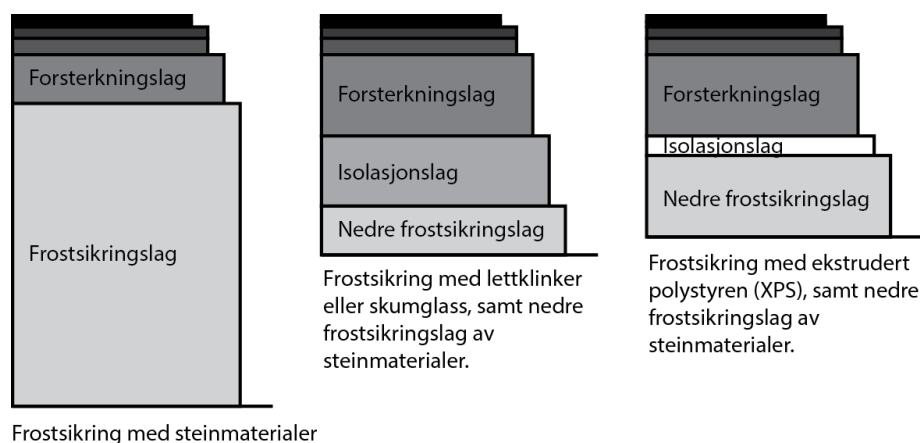 Forsterkningslag
Frostsikringslag
Frostsikring med steinmaterialer
Forsterkningslag
Isolasjonslag
Nedre frostsikringslag
Frostsikring med lettklinker
eller skumglass, samt nedre
frostsikringslag av
steinmaterialer.
Forsterkningslag
Isolasjonslag
Nedre frostsikringslag
Frostsikring med ekstrudert
polystyren (XPS), samt nedre
frostsikringslag av
steinmaterialer.